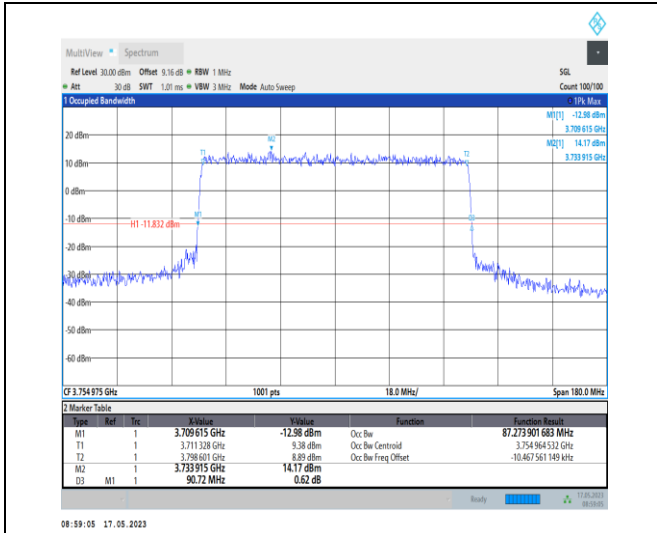 MultiView Spectrum
Ref Level 30.00 dBm Offset 9.16 dB RBW 1 MHz SGL
Att 30 dB SWT 1.01 ms VBW 3 MHz Mode Auto Sweep Count 100/100
1 Occupied Bandwidth 1Pk Max
M1[1] -12.98 dBm
3.709 615 GHz
M2[1] 14.17 dBm
3.733 915 GHz
20 dBm
M2
T1
T2
10 dBm
0 dBm
-10 dBm
M1
D3
H1 -11.832 dBm
-30 dBm
-40 dBm
-50 dBm
-60 dBm
CF 3.754 975 GHz 1001 pts 18.0 MHz/ Span 180.0 MHz
2 Marker Table
Type Ref Trc X-Value Y-Value Function Function Result
M1 1 3.709 615 GHz -12.98 dBm Occ Bw 87.273 901 683 MHz
T1 1 3.711 328 GHz 9.38 dBm Occ Bw Centroid 3.754 964 532 GHz
T2 1 3.798 601 GHz 8.89 dBm Occ Bw Freq Offset -10.467 561 149 kHz
M2 1 3.733 915 GHz 14.17 dBm
D3 M1 1 90.72 MHz 0.62 dB
Ready 17.05.2023
08:59:05
08:59:05 17.05.2023